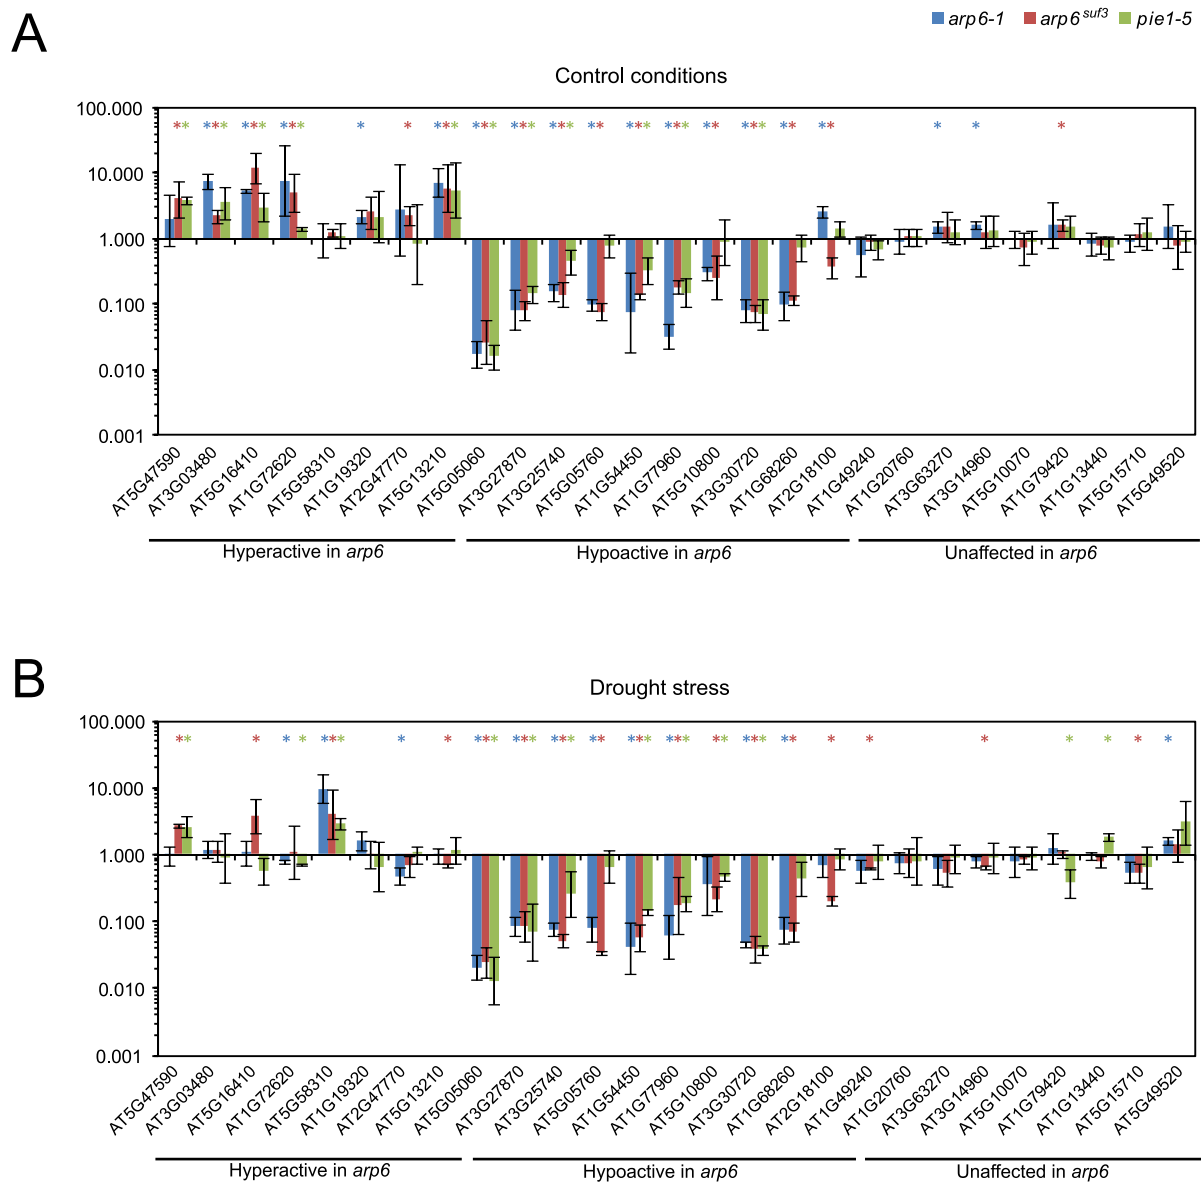 A
arp6-1 arp6 suf3 pie1-5
Control conditions
* * * * * * * * * * * * * * * * * * * * * * * * * * * * * * * * * * * * * * * * * * * * *
100.000
10.000
1.000
0.100
0.010
0.001
AT5G47590 AT3G03480 AT5G16410 AT1G72620 AT5G58310 AT1G19320 AT2G47770 AT5G13210 AT5G05060 AT3G27870 AT3G25740 AT5G05760 AT1G54450 AT1G77960 AT5G10800 AT3G30720 AT1G68260 AT2G18100 AT1G49240 AT1G20760 AT3G63270 AT3G14960 AT5G10070 AT1G79420 AT1G13440 AT5G15710 AT5G49520
Hyperactive in arp6 Hypoactive in arp6 Unaffected in arp6
B
Drought stress
* * * * * * * * * * * * * * * * * * * * * * * * * * * * * * * * * * * * * * * * * * *
100.000
10.000
1.000
0.100
0.010
0.001
AT5G47590 AT3G03480 AT5G16410 AT1G72620 AT5G58310 AT1G19320 AT2G47770 AT5G13210 AT5G05060 AT3G27870 AT3G25740 AT5G05760 AT1G54450 AT1G77960 AT5G10800 AT3G30720 AT1G68260 AT2G18100 AT1G49240 AT1G20760 AT3G63270 AT3G14960 AT5G10070 AT1G79420 AT1G13440 AT5G15710 AT5G49520
Hyperactive in arp6 Hypoactive in arp6 Unaffected in arp6